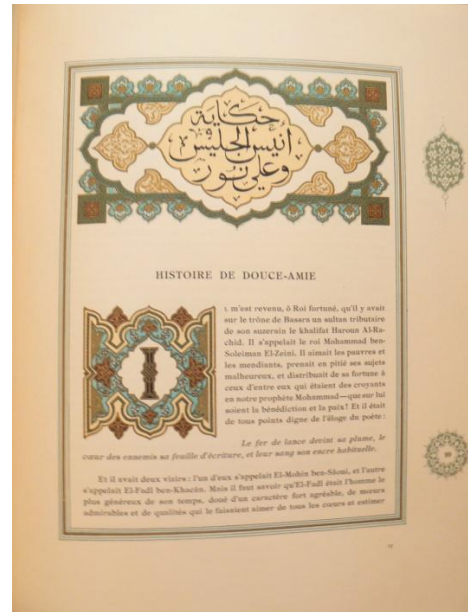 حكاية
انيس الجليس
وعلي نور
HISTOIRE DE DOUCE-AMIE
IL m'est revenu, ô Roi fortuné, qu'il y avait
sur le trône de Bassra un sultan tributaire
de son suzerain le khalifat Haroun Al-Ra-
chid. Il s'appelait le roi Mohammad ben-
Soleiman El-Zeini. Il aimait les pauvres et
les mendiants, prenait en pitié ses sujets
malheureux, et distribuait de sa fortune à
ceux d'entre eux qui étaient des croyants
en notre prophète Mohammad—que sur lui
soient la bénédiction et la paix! Et il était
de tous points digne de l'éloge du poète:
Le fer de lance devint sa plume, le
cœur des ennemis sa feuille d'écriture, et leur sang son encre habituelle.
Et il avait deux vizirs: l'un d'eux s'appelait El-Mohin ben-Saoui, et l'autre
s'appelait El-Fadl ben-Khacân. Mais il faut savoir qu'El-Fadl était l'homme le
plus généreux de son temps, doué d'un caractère fort agréable, de mœurs
admirables et de qualités qui le faisaient aimer de tous les cœurs et estimer